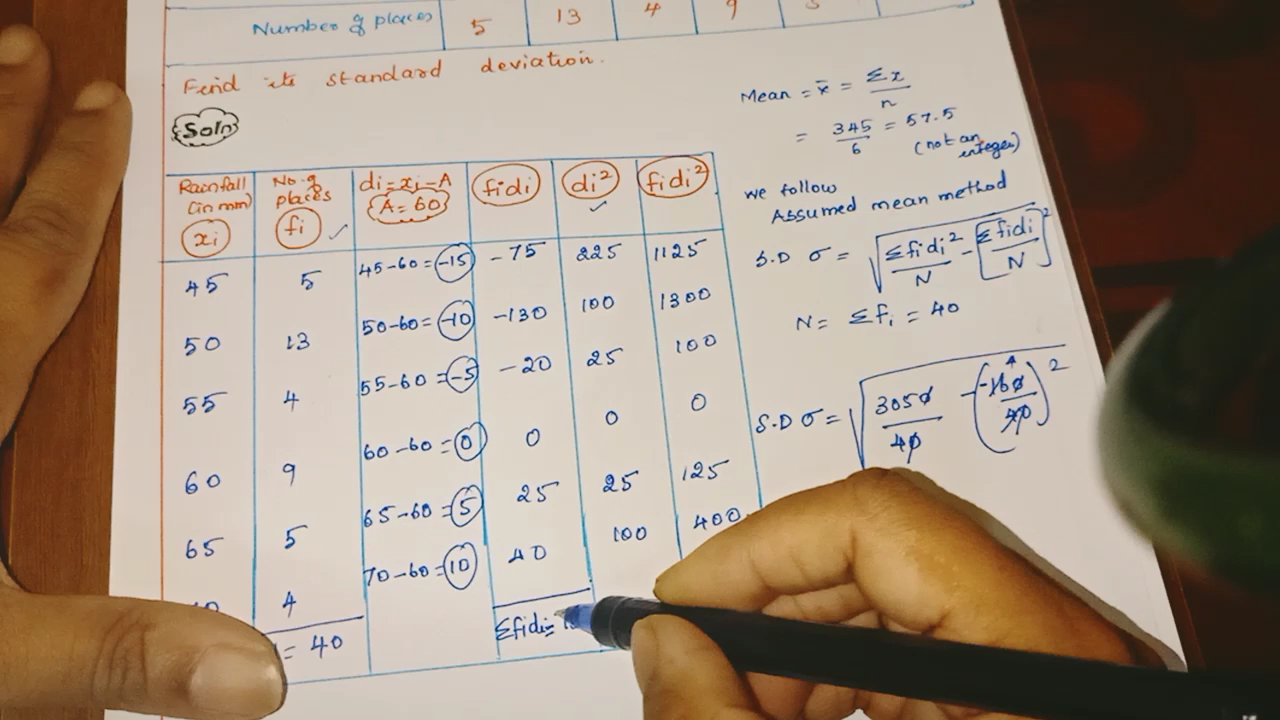 Number of places 5 13 4 9 5
Find its standard deviation.
Soln
Mean = x̄ = Σx / n
= 345 / 6 = 57.5
(not an integer)
we follow
Assumed mean method
S.D σ = √ Σfidi² / N - [Σfidi / N]²
N = Σfi = 40
S.D σ = √ 3050 / 40 - (-160 / 40)²
4
Rainfall (in mm) xi No. of places fi di = xi - A A = 60 fidi di² fidi²
45 5 45-60 = -15 -75 225 1125
50 13 50-60 = -10 -130 100 1300
55 4 55-60 = -5 -20 25 100
60 9 60-60 = 0 0 0 0
65 5 65-60 = 5 25 25 125
4 70-60 = 10 40 100 400
= 40 Σfidi =